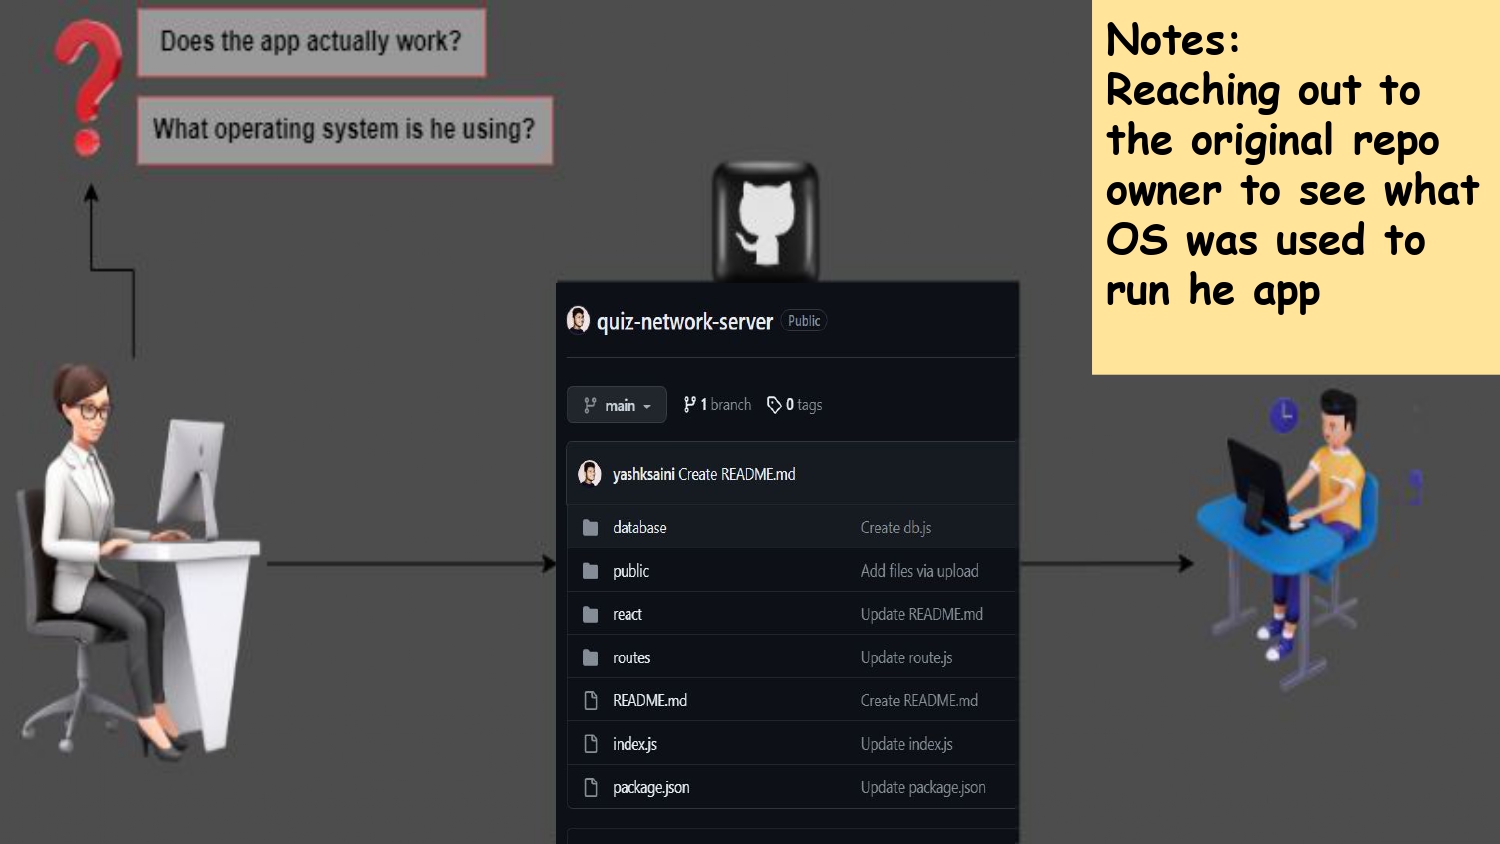 Does the app actually work?
What operating system is he using?
Notes:
Reaching out to
the original repo
owner to see what
OS was used to
run he app
quiz-network-server Public
main 1 branch 0 tags
yashksaini Create README.md
database Create db.js
public Add files via upload
react Update README.md
routes Update route.js
README.md Create README.md
index.js Update index.js
package.json Update package.json